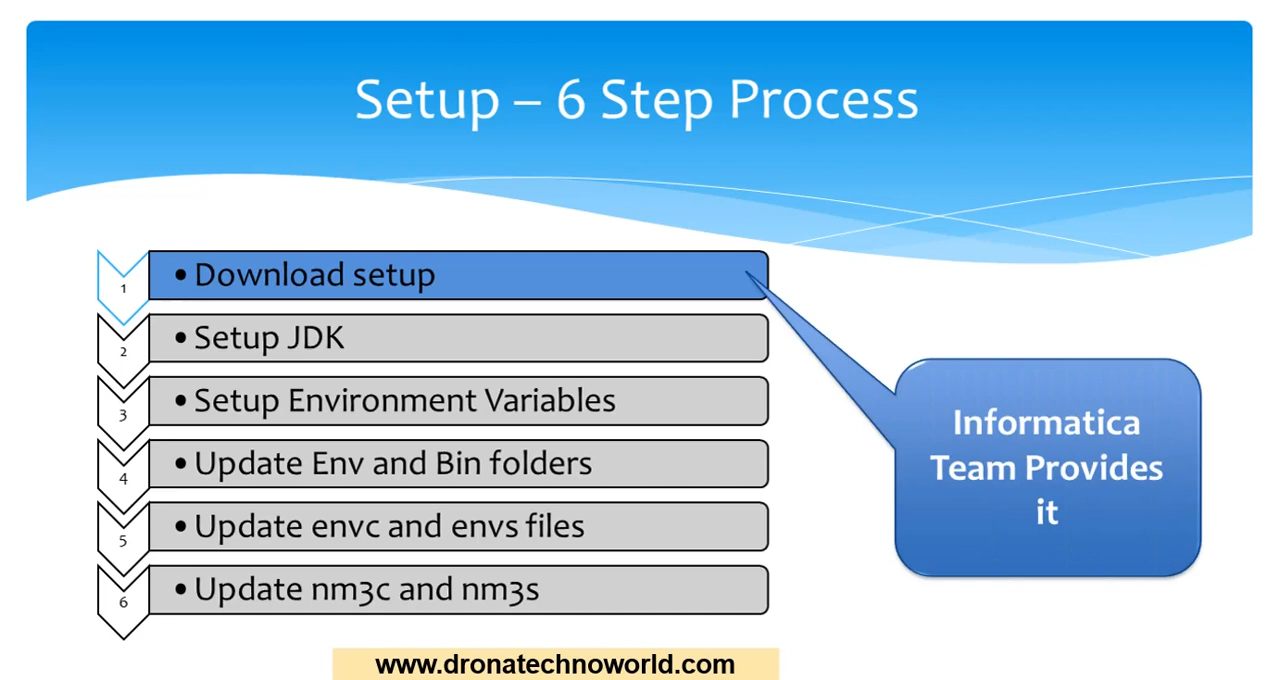 Setup – 6 Step Process
1
• Download setup
2
• Setup JDK
3
• Setup Environment Variables
4
• Update Env and Bin folders
5
• Update envc and envs files
6
• Update nm3c and nm3s
Informatica
Team Provides
it
www.dronatechnoworld.com